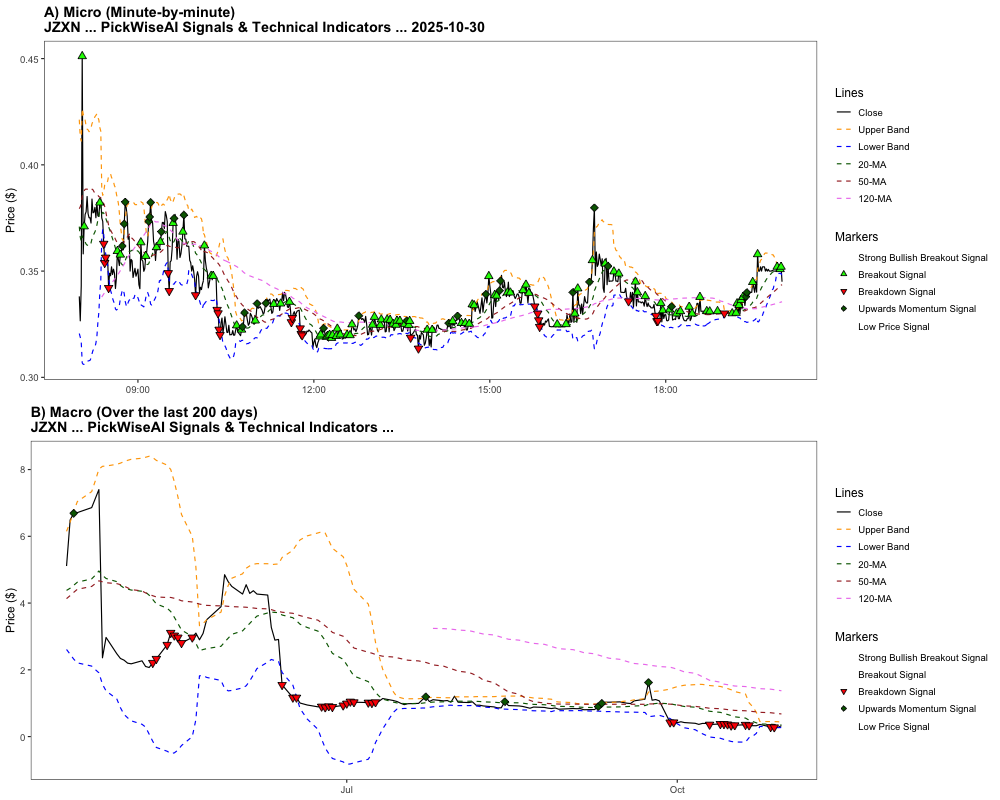 A) Micro (Minute-by-minute)
JZXN ... PickWiseAI Signals & Technical Indicators ... 2025-10-30
Price ($)
0.45
0.40
0.35
0.30
09:00
12:00
15:00
18:00
Lines
Close
Upper Band
Lower Band
20-MA
50-MA
120-MA
Markers
Strong Bullish Breakout Signal
Breakout Signal
Breakdown Signal
Upwards Momentum Signal
Low Price Signal
B) Macro (Over the last 200 days)
JZXN ... PickWiseAI Signals & Technical Indicators ...
Price ($)
8
6
4
2
0
Jul
Oct
Lines
Close
Upper Band
Lower Band
20-MA
50-MA
120-MA
Markers
Strong Bullish Breakout Signal
Breakout Signal
Breakdown Signal
Upwards Momentum Signal
Low Price Signal